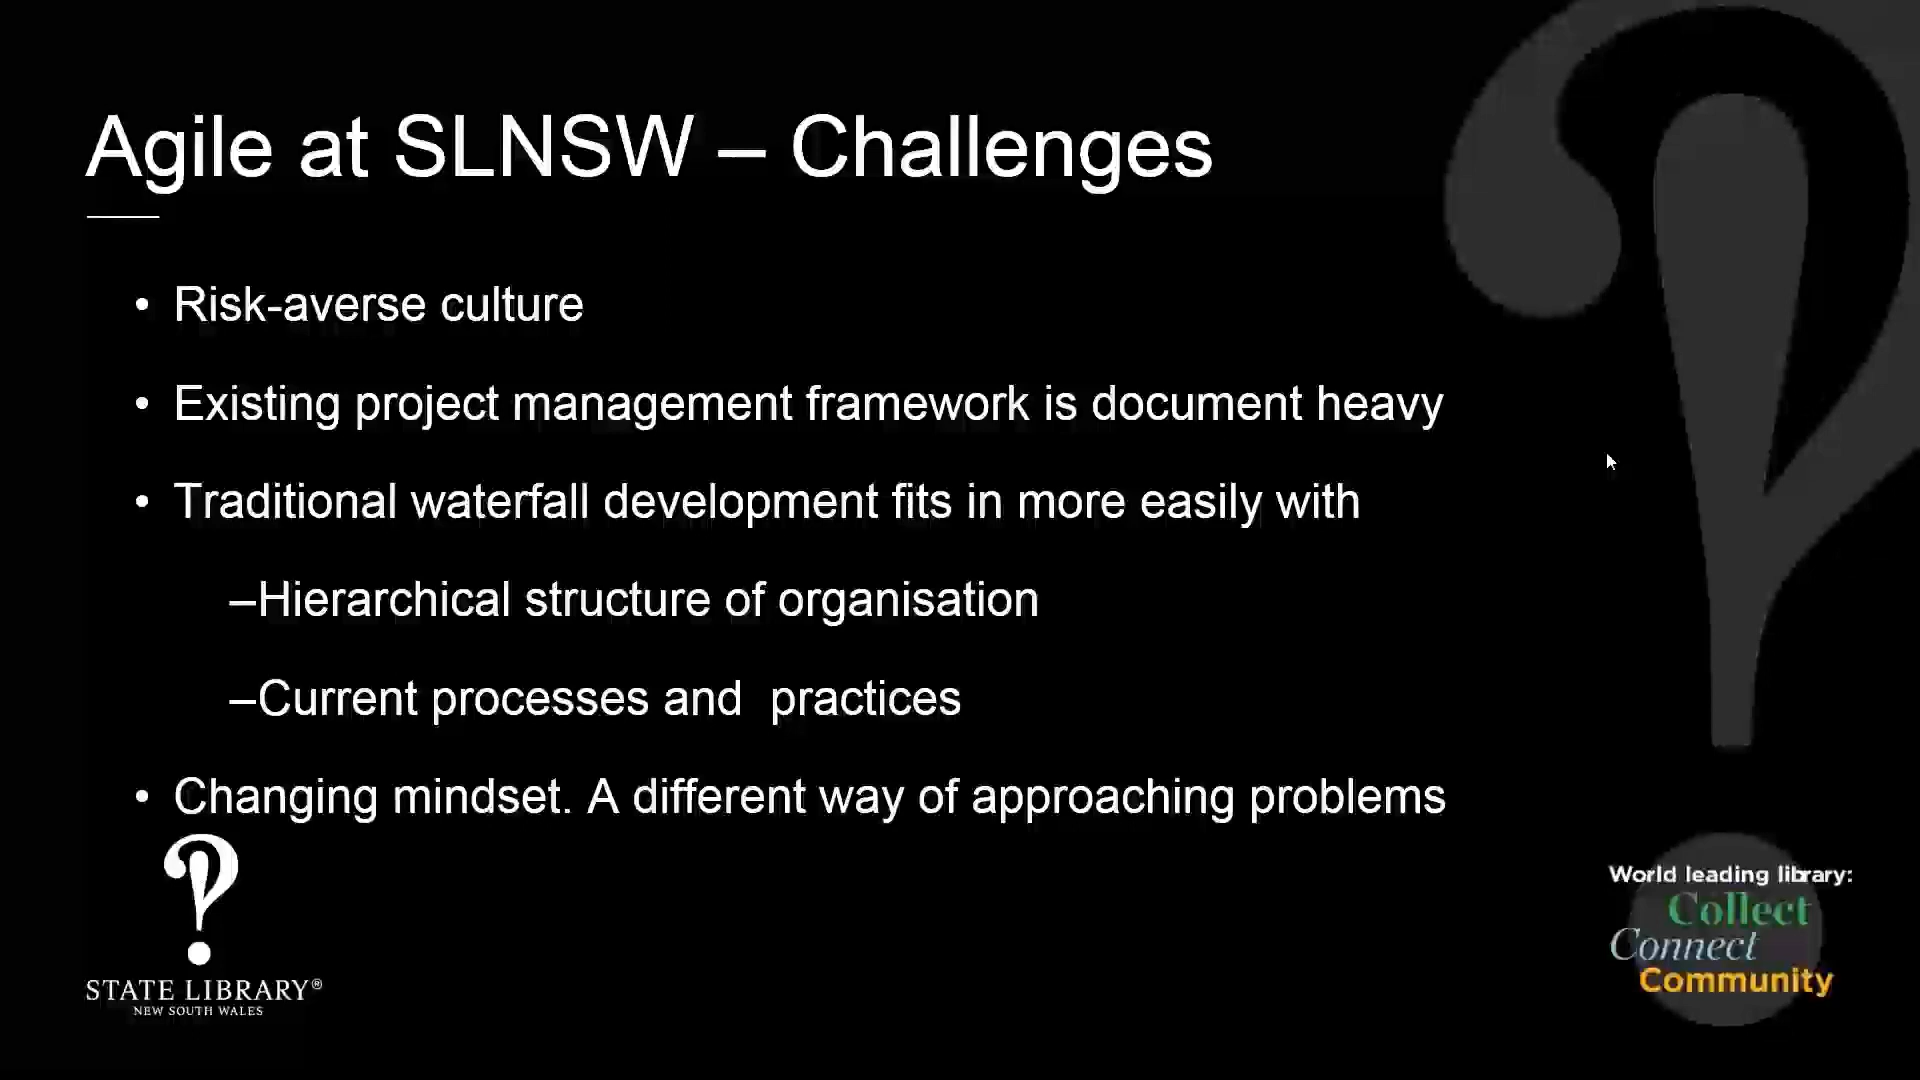 Agile at SLNSW – Challenges
• Risk-averse culture
• Existing project management framework is document heavy
• Traditional waterfall development fits in more easily with
–Hierarchical structure of organisation
–Current processes and  practices
• Changing mindset. A different way of approaching problems
STATE LIBRARY®
NEW SOUTH WALES
World leading library:
Collect
Connect
Community